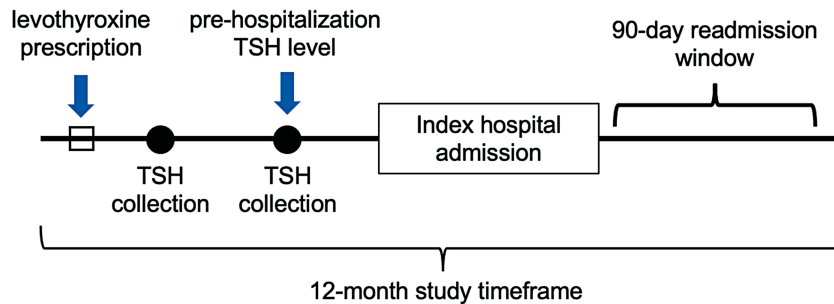 levothyroxine
prescription
pre-hospitalization
TSH level
90-day readmission
window
Index hospital
admission
TSH
collection
TSH
collection
12-month study timeframe